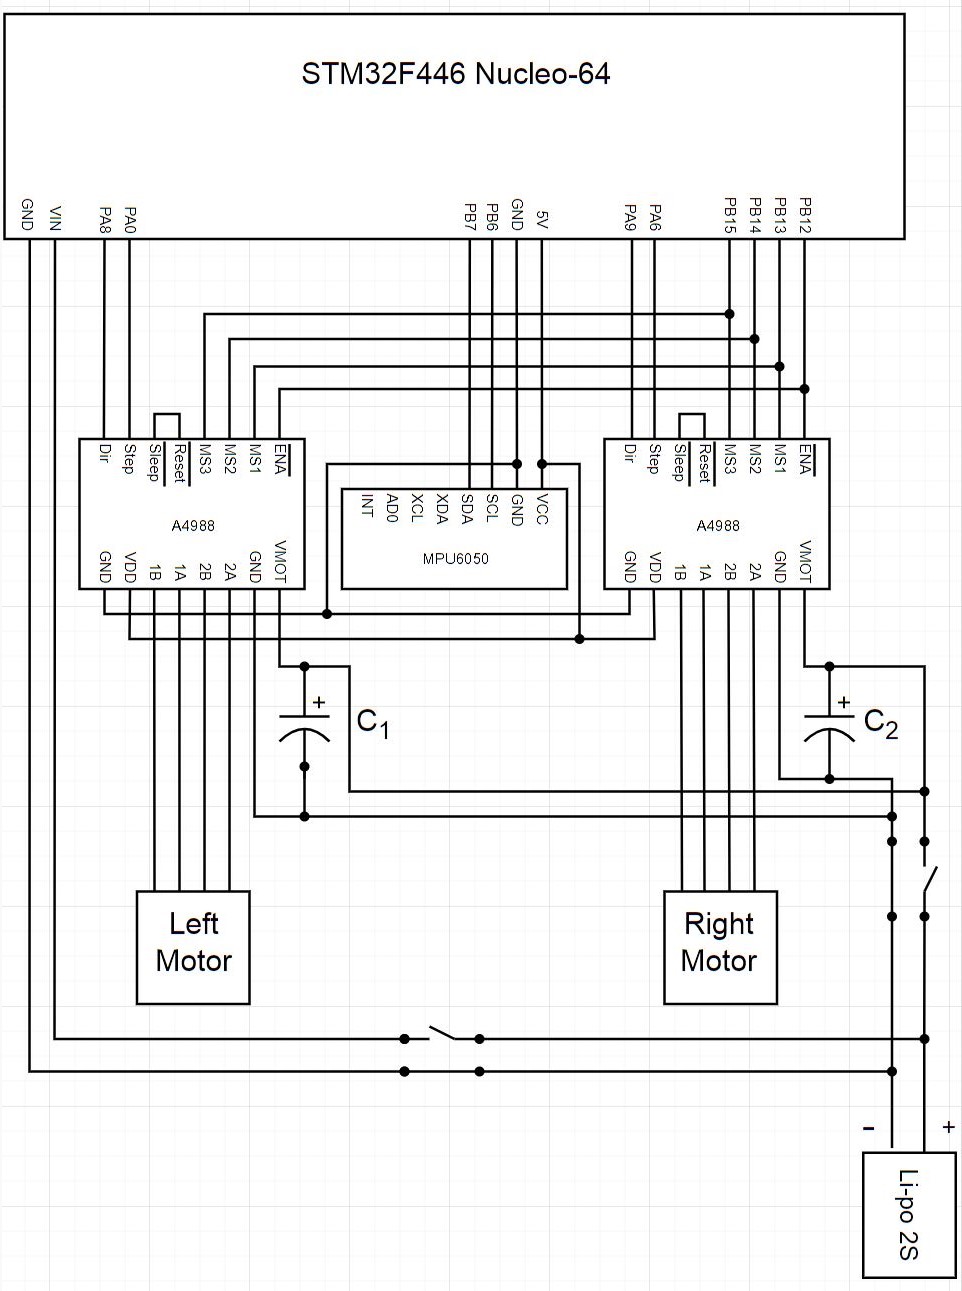 STM32F446 Nucleo-64
GND
VIN
PA8
PA0
PB7
PB6
GND
5V
PA9
PA6
PB15
PB14
PB13
PB12
Dir
Step
Sleep
Reset
MS3
MS2
MS1
ENA
A4988
GND
VDD
1B
1A
2B
2A
GND
VMOT
INT
AD0
XCL
XDA
SDA
SCL
GND
VCC
MPU6050
Dir
Step
Sleep
Reset
MS3
MS2
MS1
ENA
A4988
GND
VDD
1B
1A
2B
2A
GND
VMOT
+
C1
+
C2
Left
Motor
Right
Motor
- +
Li-po 2S